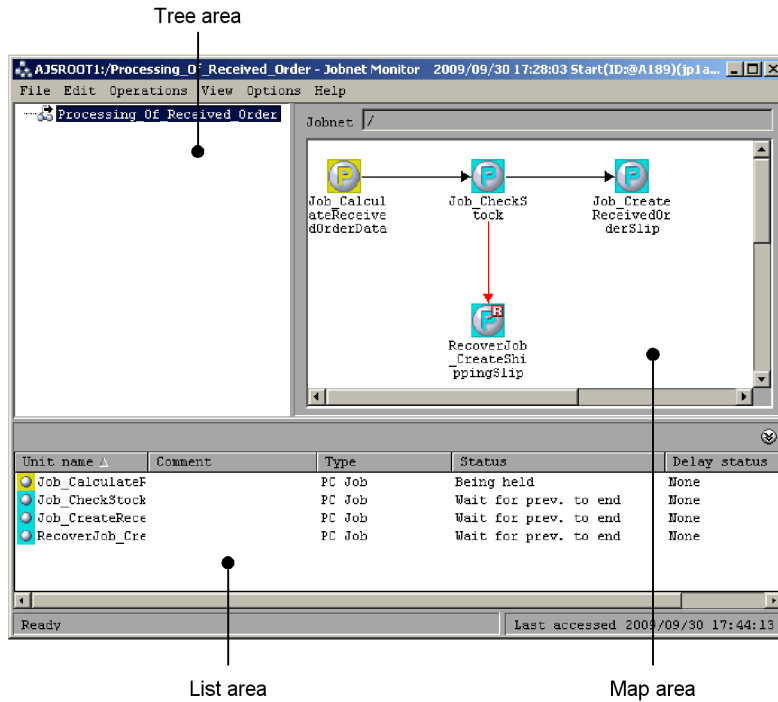 Tree area
AJSROOT1:/Processing_Of_Received_Order - Jobnet Monitor 2009/09/30 17:28:03 Start(ID:@A189)(jp1a...
File Edit Operations View Options Help
Processing_Of_Received_Order
Jobnet /
Job_Calcul
ateReceive
dOrderData
Job_CheckS
tock
Job_Create
ReceivedOr
derSlip
RecoverJob
_CreateShi
ppingSlip
Unit name Comment Type Status Delay status
Job_CalculateR PC Job Being held None
Job_CheckStock PC Job Wait for prev. to end None
Job_CreateRece PC Job Wait for prev. to end None
RecoverJob_Cre PC Job Wait for prev. to end None
Ready Last accessed 2009/09/30 17:44:13
List area Map area